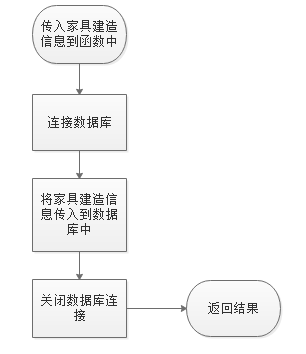 传入家具建造
信息到函数中
连接数据库
将家具建造信
息传入到数据
库中
关闭数据库连
接
返回结果